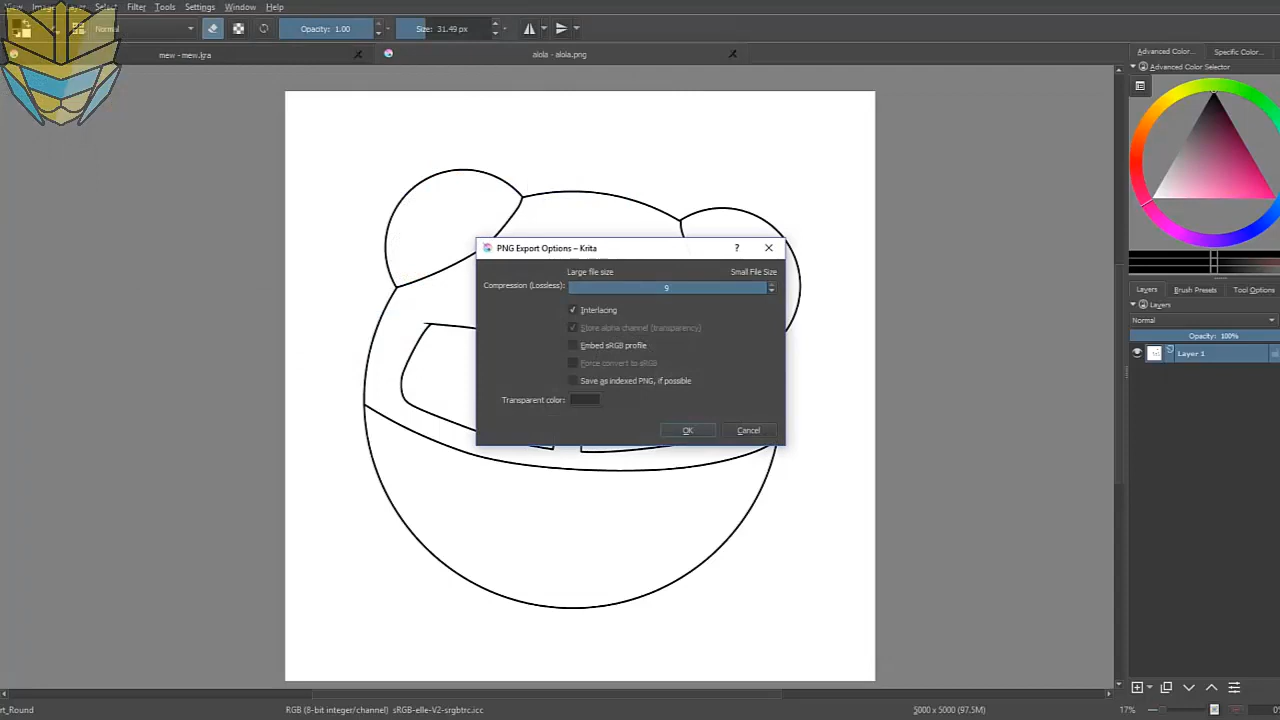 View Image Layer Select Filter Tools Settings Window Help
Normal Opacity: 1.00 Size: 31.49 px
mew - mew.kra alola - alola.png
Advanced Color... Specific Color...
Advanced Color Selector
PNG Export Options – Krita
Large file size Small File Size
Compression (Lossless): 9
Interlacing
Store alpha channel (transparency)
Embed sRGB profile
Force convert to sRGB
Save as indexed PNG, if possible
Transparent color:
OK Cancel
Layers Brush Presets Tool Options
Layers
Normal
Opacity: 100%
Layer 1
rt_Round RGB (8-bit integer/channel) sRGB-elle-V2-srgbtrc.icc 5000 x 5000 (97.5M) 17%